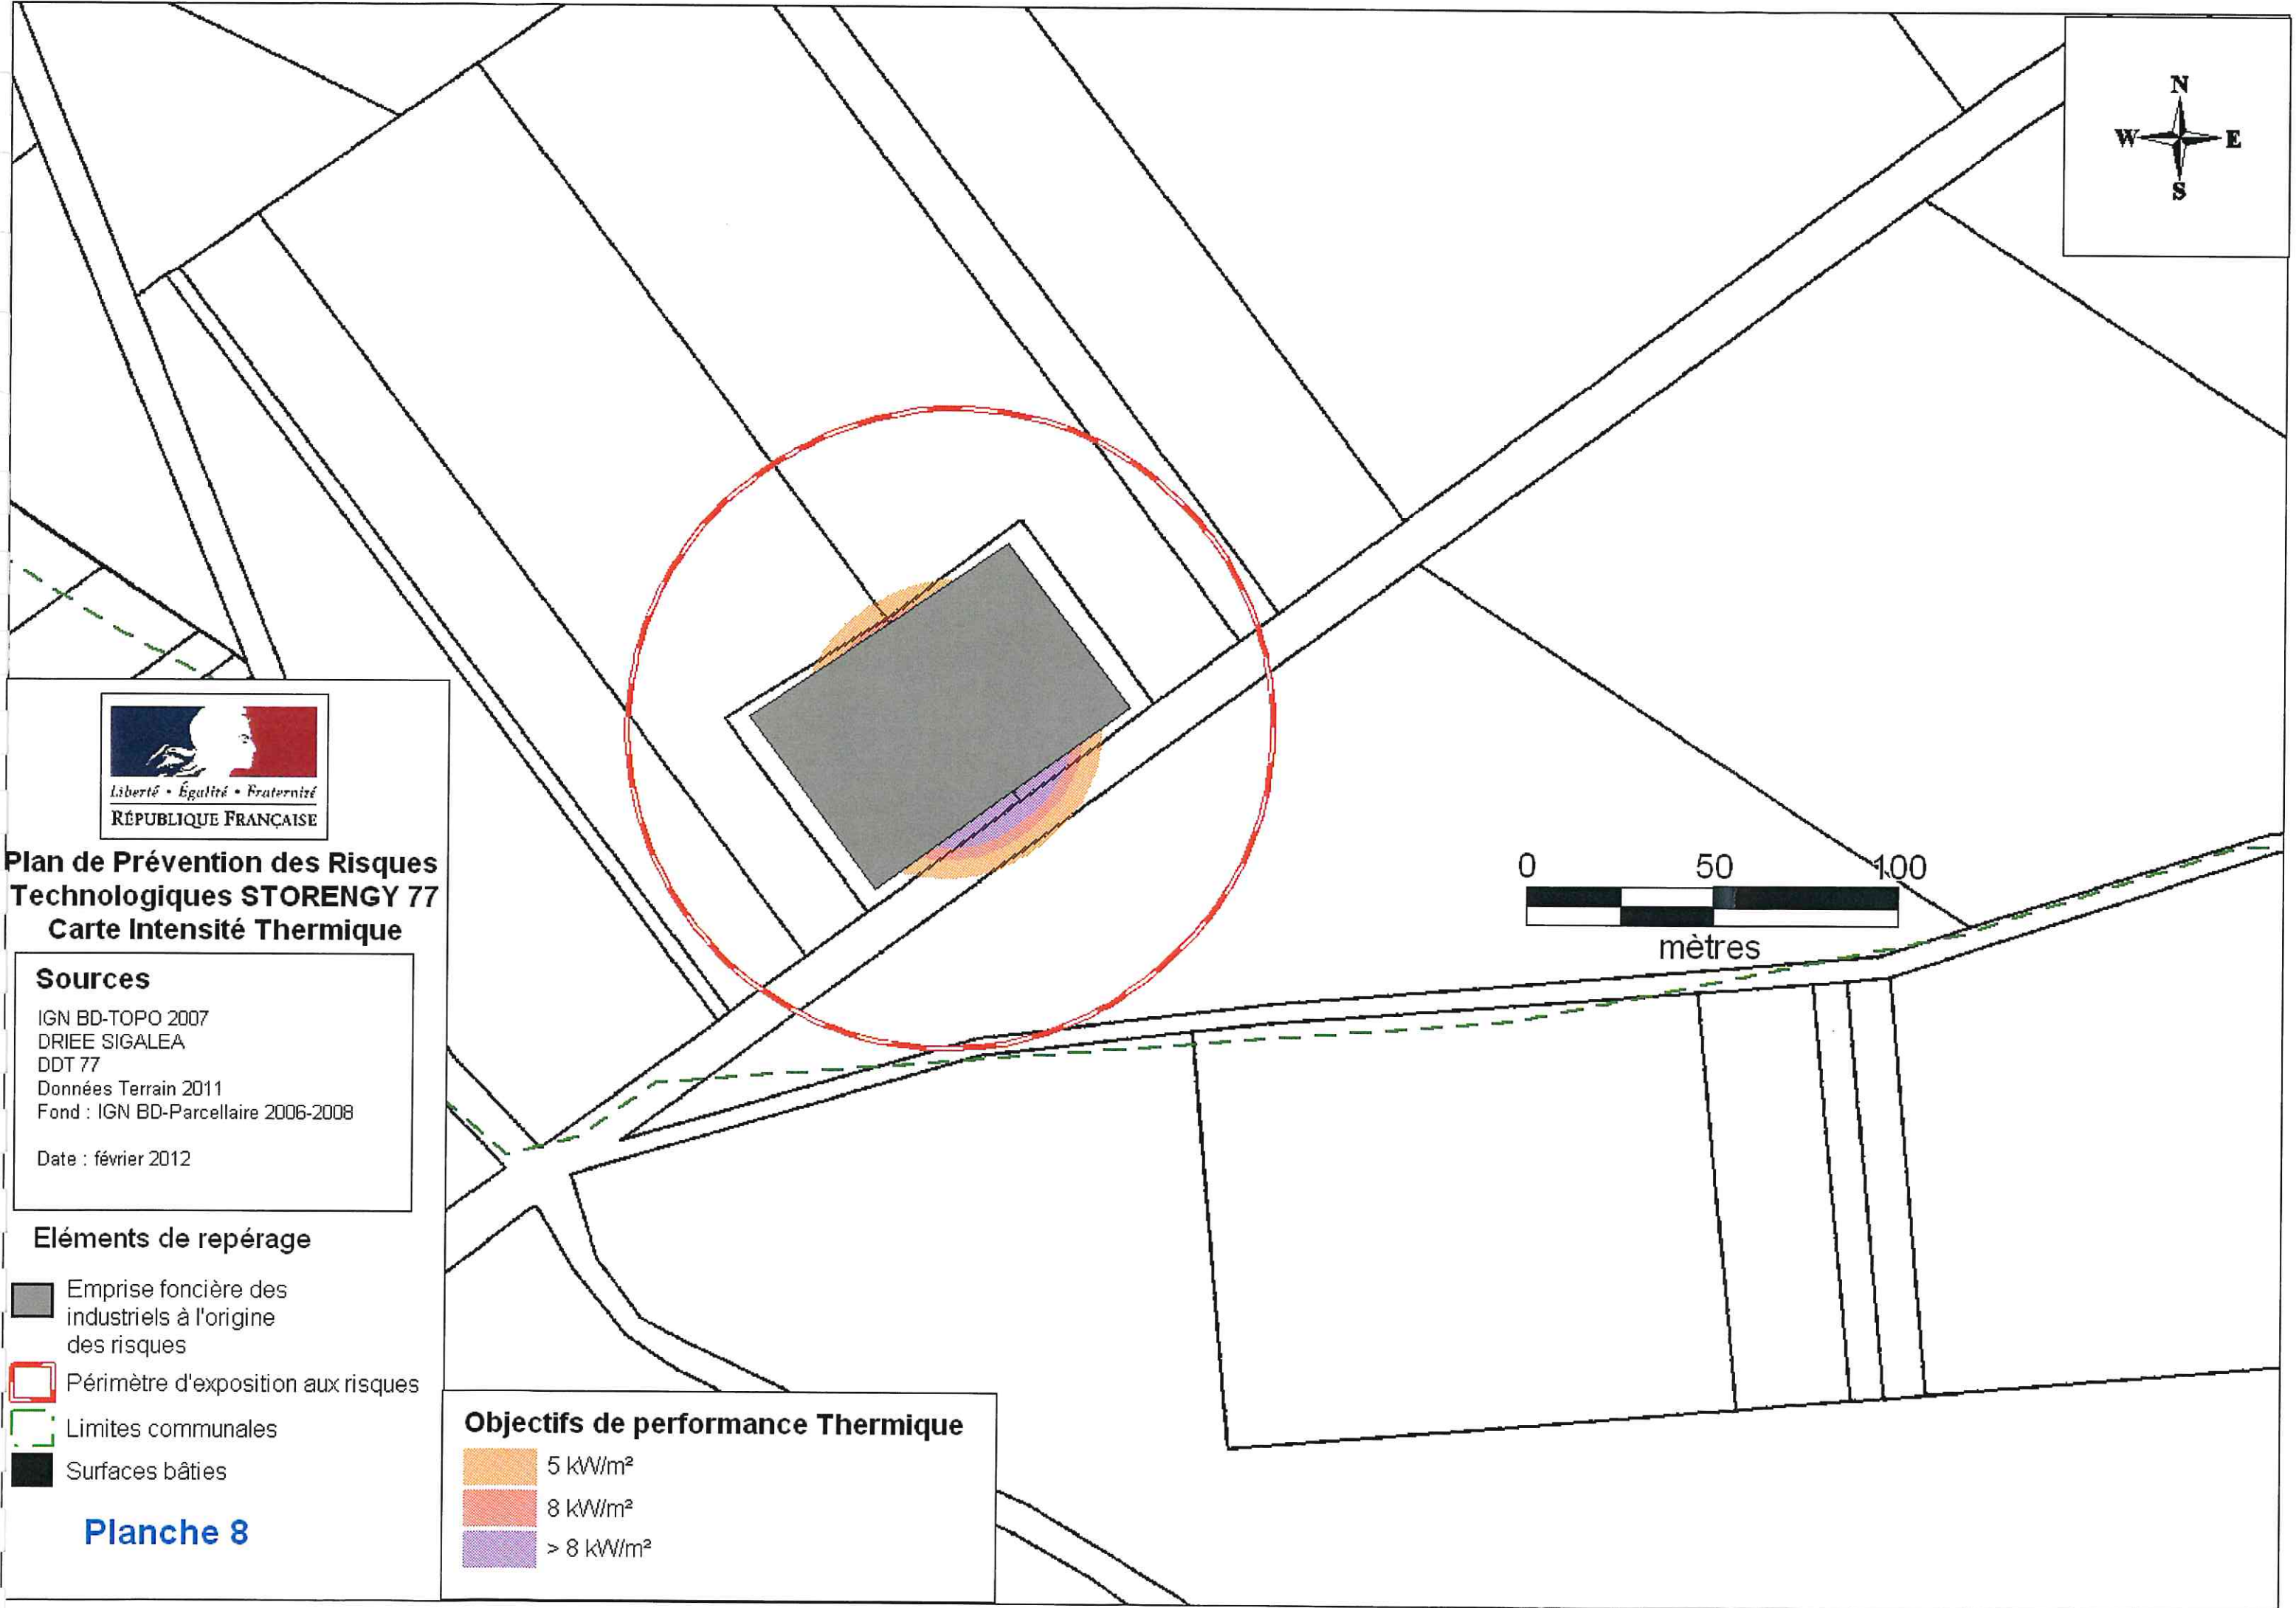 N
W E
S
Liberté • Égalité • Fraternité
RÉPUBLIQUE FRANÇAISE
Plan de Prévention des Risques
Technologiques STORENGY 77
Carte Intensité Thermique
Sources
IGN BD-TOPO 2007
DRIEE SIGALEA
DDT 77
Données Terrain 2011
Fond : IGN BD-Parcellaire 2006-2008
Date : février 2012
Eléments de repérage
Emprise foncière des
industriels à l'origine
des risques
Périmètre d'exposition aux risques
Limites communales
Surfaces bâties
Planche 8
Objectifs de performance Thermique
5 kW/m²
8 kW/m²
> 8 kW/m²
0 50 100
mètres